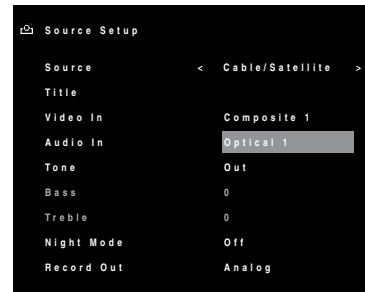 Source Setup
Source < Cable/Satellite >
Title
Video In Composite 1
Audio In Optical 1
Tone Out
Bass 0
Treble 0
Night Mode Off
Record Out Analog